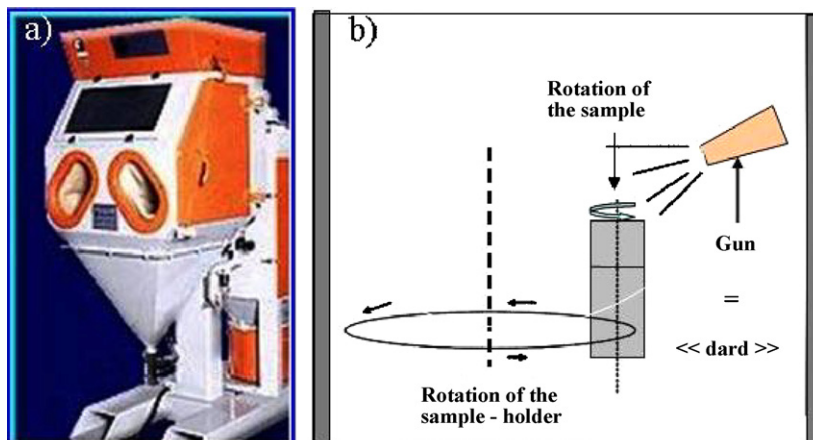 a)
b)
Rotation of
the sample
Gun
=
<< dard >>
Rotation of the
sample - holder